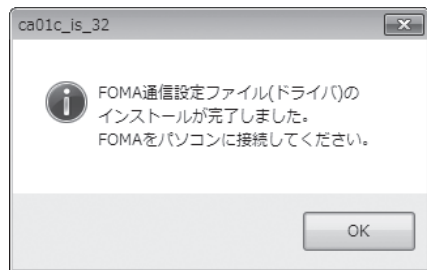 ca01c_is_32
FOMA通信設定ファイル(ドライバ)の
インストールが完了しました。
FOMAをパソコンに接続してください。
OK